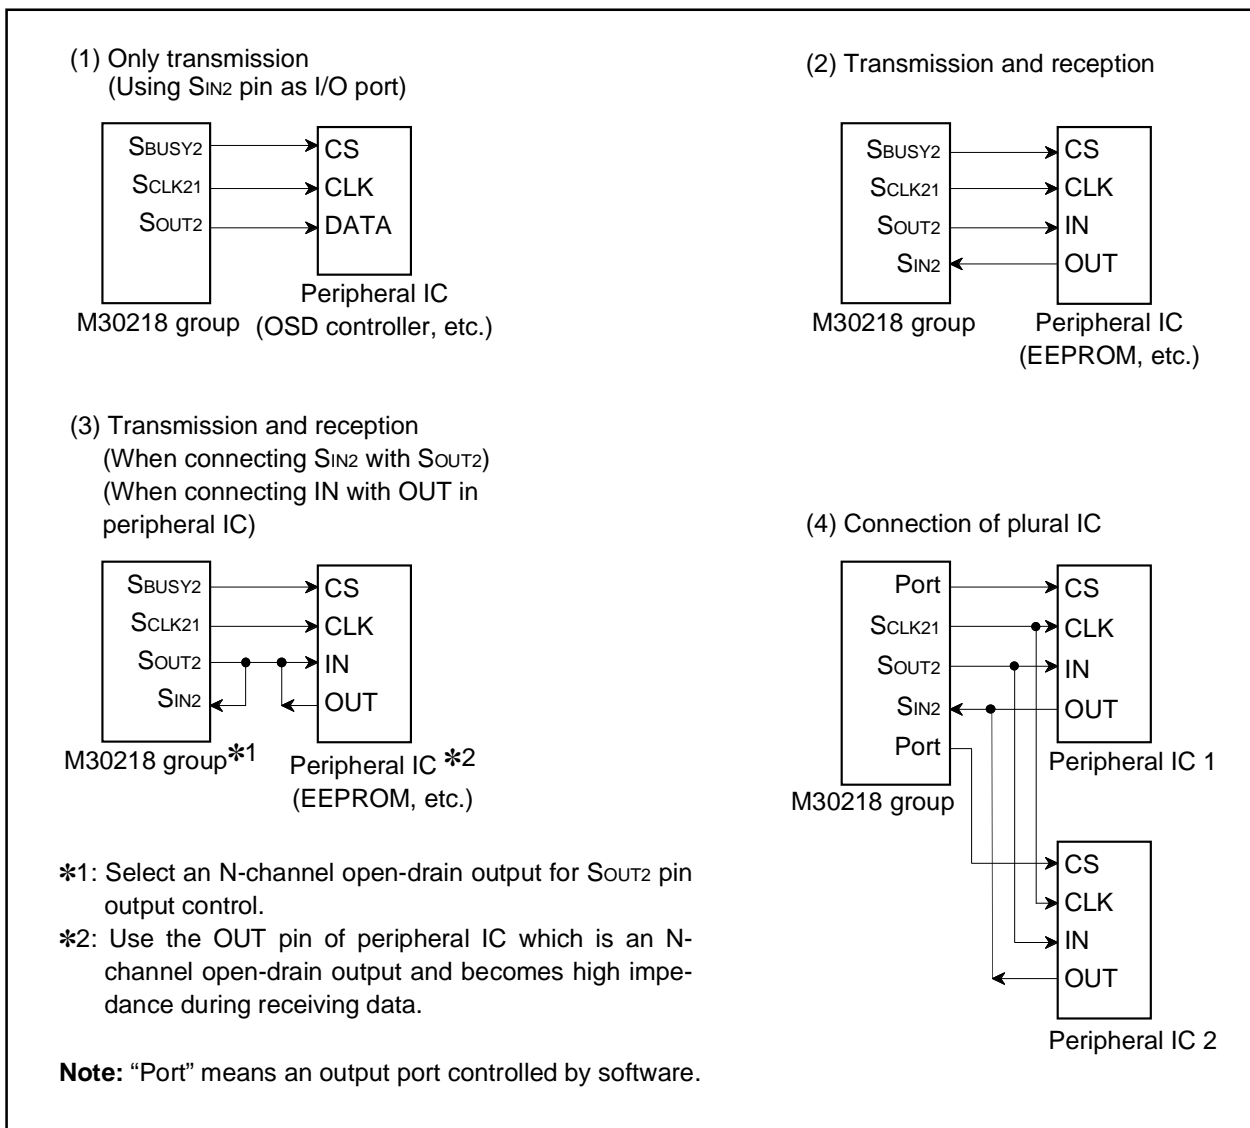 (1) Only transmission
(Using SIN2 pin as I/O port)
SBUSY2
SCLK21
SOUT2
CS
CLK
DATA
M30218 group
Peripheral IC
(OSD controller, etc.)
(2) Transmission and reception
SBUSY2
SCLK21
SOUT2
SIN2
CS
CLK
IN
OUT
M30218 group
Peripheral IC
(EEPROM, etc.)
(3) Transmission and reception
(When connecting SIN2 with SOUT2)
(When connecting IN with OUT in
peripheral IC)
SBUSY2
SCLK21
SOUT2
SIN2
CS
CLK
IN
OUT
M30218 group✽1
Peripheral IC ✽2
(EEPROM, etc.)
(4) Connection of plural IC
Port
SCLK21
SOUT2
SIN2
Port
CS
CLK
IN
OUT
Peripheral IC 1
M30218 group
CS
CLK
IN
OUT
Peripheral IC 2
✽1: Select an N-channel open-drain output for SOUT2 pin
output control.
✽2: Use the OUT pin of peripheral IC which is an N-
channel open-drain output and becomes high impe-
dance during receiving data.
Note: “Port” means an output port controlled by software.